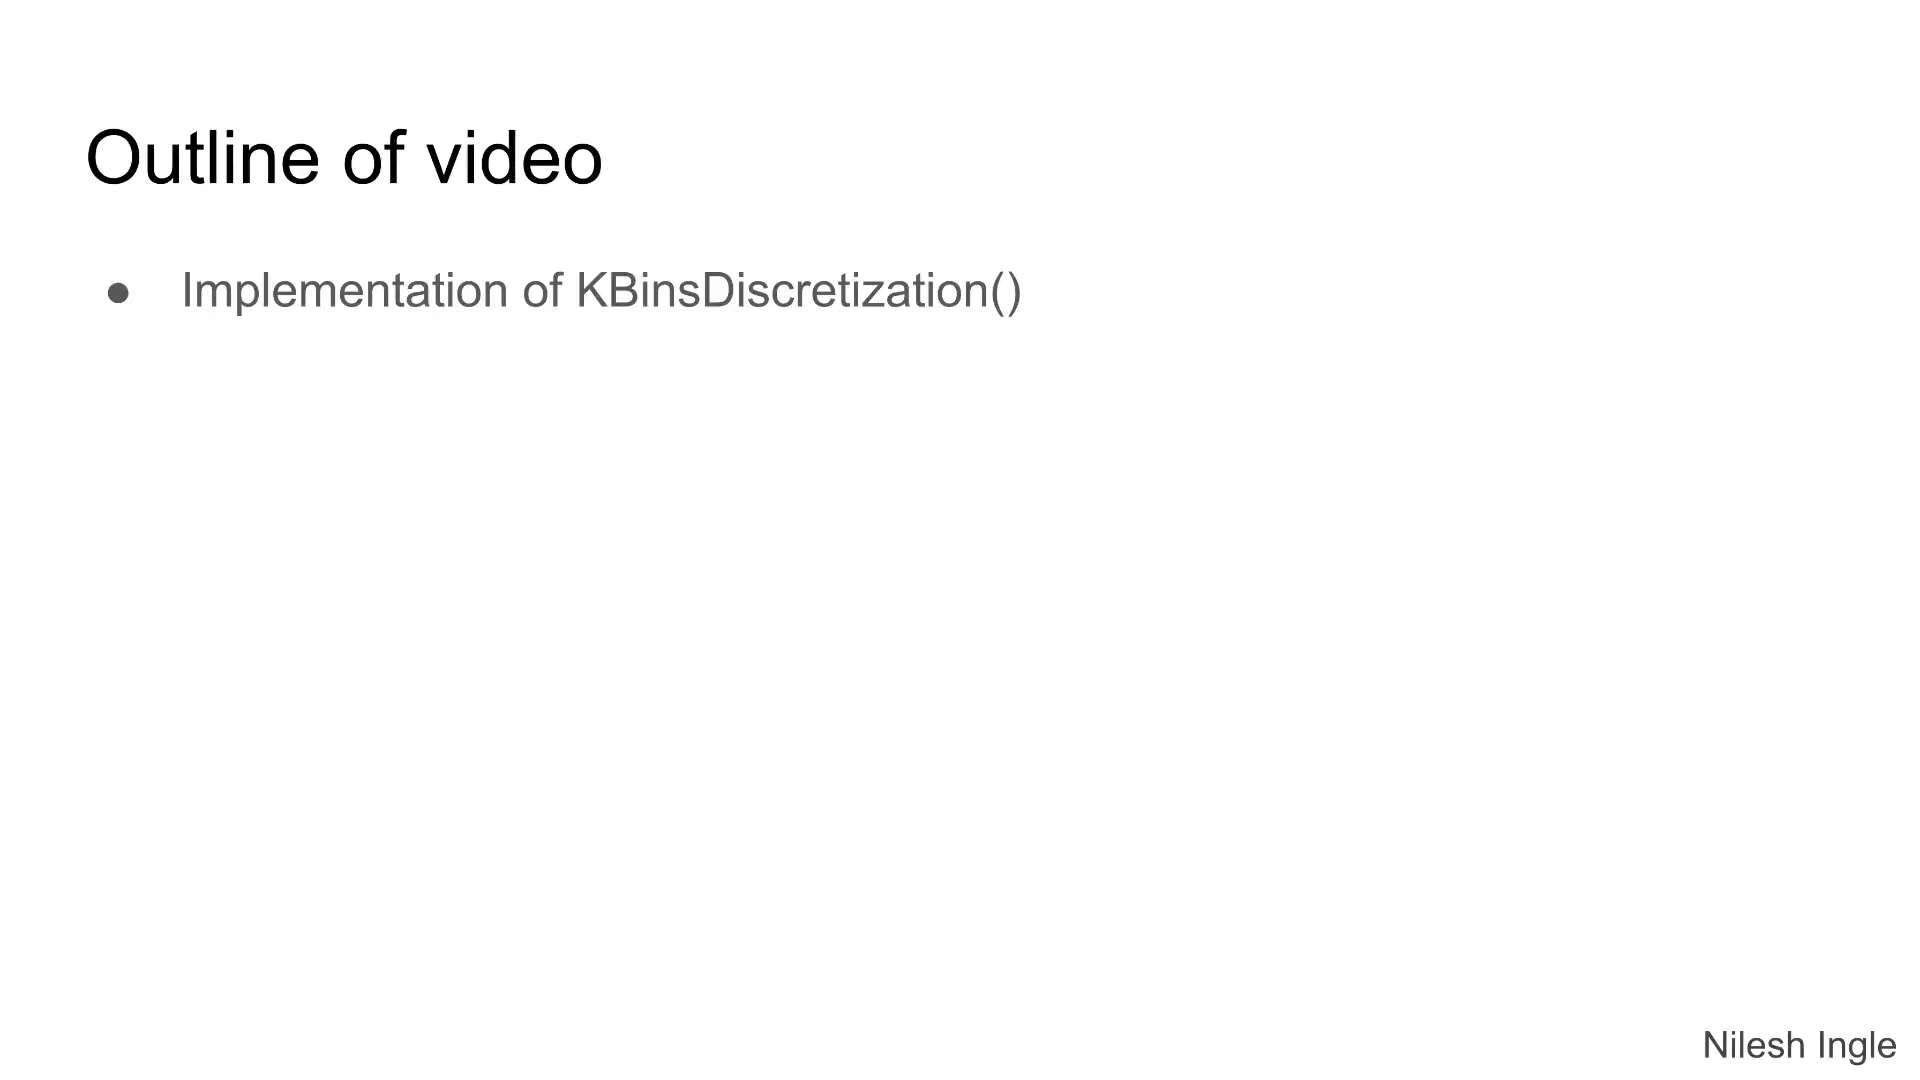 Outline of video
● Implementation of KBinsDiscretization()
Nilesh Ingle